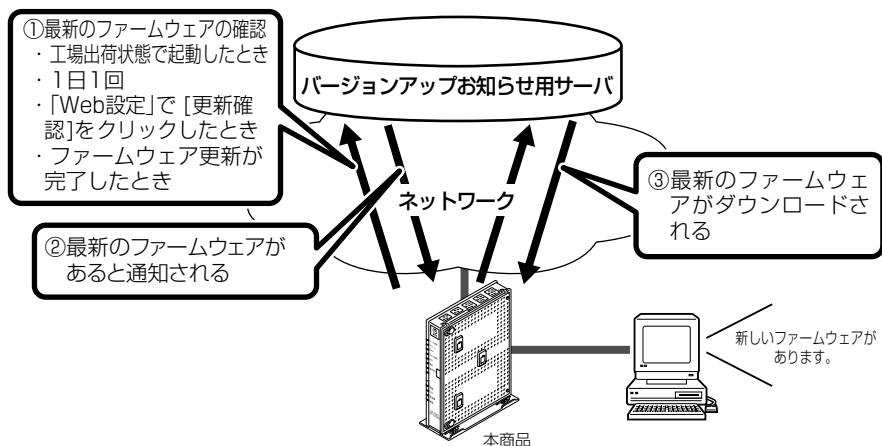 ①最新のファームウェアの確認
・工場出荷状態で起動したとき
・1日1回
・「Web設定」で [更新確
認]をクリックしたとき
・ファームウェア更新が
完了したとき
バージョンアップお知らせ用サーバ
ネットワーク
②最新のファームウェアが
あると通知される
③最新のファームウェ
アがダウンロードさ
れる
新しいファームウェアが
あります。
本商品